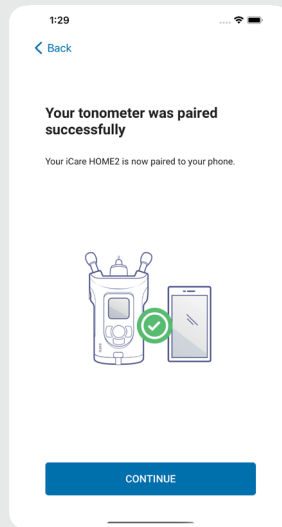 1:29
Back
Your tonometer was paired
successfully
Your iCare HOME2 is now paired to your phone.
CONTINUE